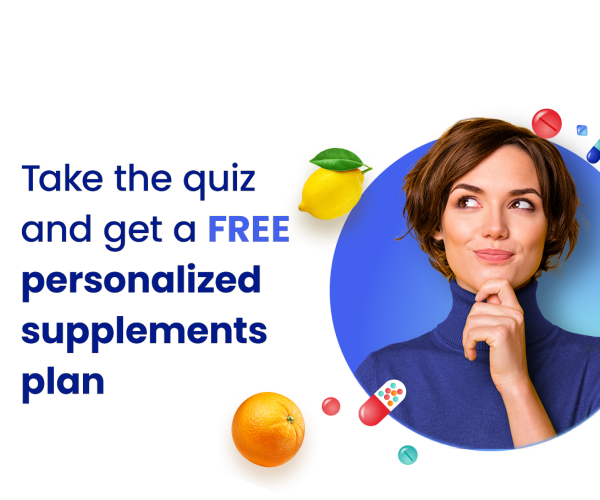 Take the quiz
and get a FREE
personalized
supplements
plan